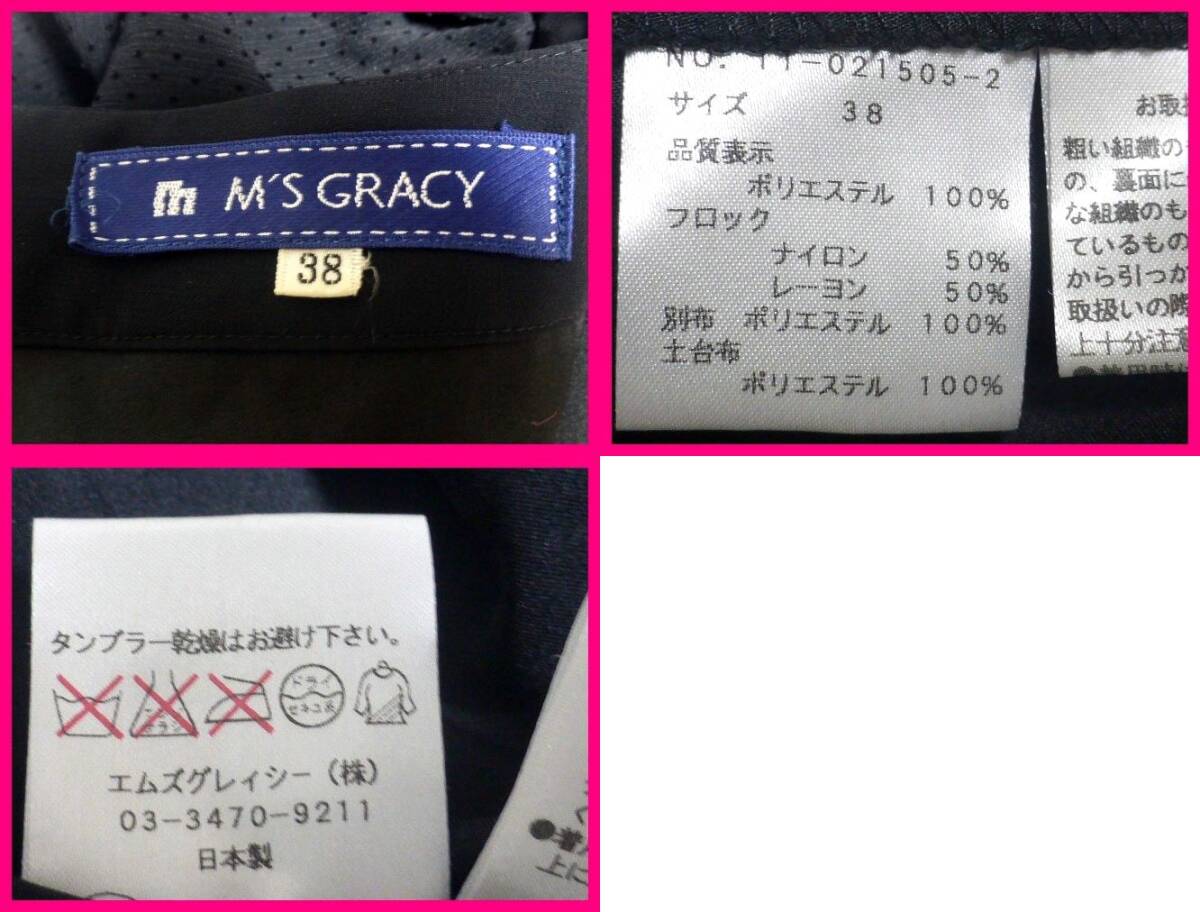 M'S GRACY
38
NO. 11-021505-2
サイズ 38
品質表示
ポリエステル 100%
フロック
ナイロン 50%
レーヨン 50%
別布 ポリエステル 100%
土台布
ポリエステル 100%
お取扱
粗い組織の
の、裏面に
な組織のも
ているもの
から引っか
取扱いの際
上十分注意
タンブラー乾燥はお避け下さい。
ドライ
セキユ系
エムズグレイシー(株)
03-3470-9211
日本製
●着
上に